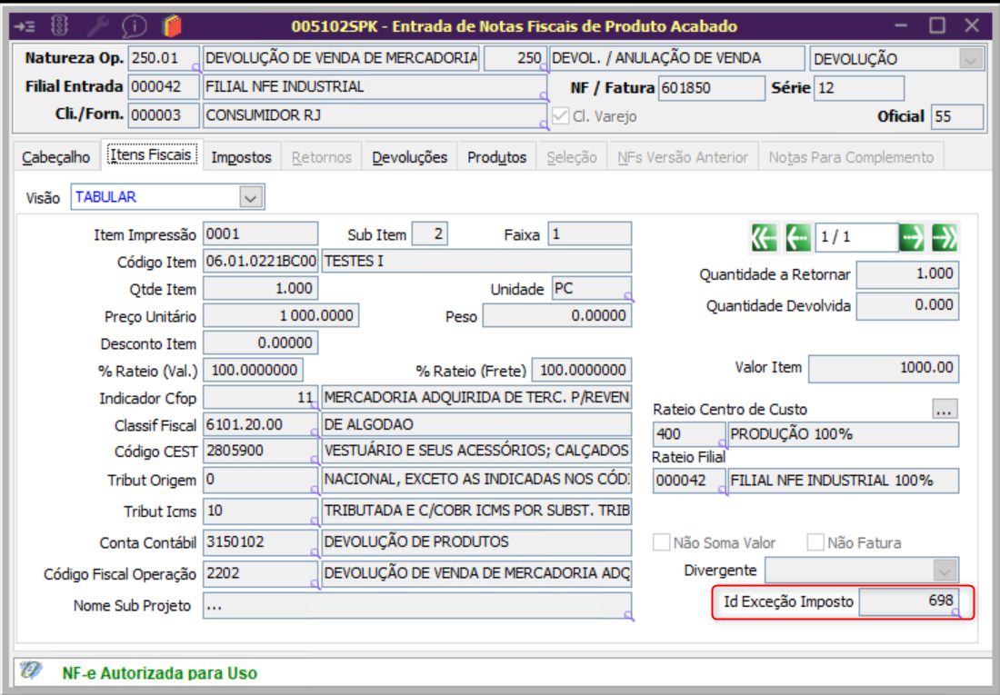 005102SPK - Entrada de Notas Fiscais de Produto Acabado
Natureza Op. 250.01 DEVOLUÇÃO DE VENDA DE MERCADORIA 250 DEVOL. / ANULAÇÃO DE VENDA DEVOLUÇÃO
Filial Entrada 000042 FILIAL NFE INDUSTRIAL NF / Fatura 601850 Série 12
Cli./Forn. 000003 CONSUMIDOR RJ Cl. Varejo Oficial 55
Cabeçalho Itens Fiscais Impostos Retornos Devoluções Produtos Seleção NFs Versão Anterior Notas Para Complemento
Visão TABULAR
Item Impressão 0001 Sub Item 2 Faixa 1 1 / 1
Código Item 06.01.0221BC00 TESTES I
Quantidade a Retornar 1.000
Qtde Item 1.000 Unidade PC
Quantidade Devolvida 0.000
Preço Unitário 1 000.0000 Peso 0.00000
Desconto Item 0.00000
% Rateio (Val.) 100.0000000 % Rateio (Frete) 100.0000000 Valor Item 1000.00
Indicador Cfop 11 MERCADORIA ADQUIRIDA DE TERC. P/REVEN
Rateio Centro de Custo ...
Classif Fiscal 6101.20.00 DE ALGODAO
400 PRODUÇÃO 100%
Código CEST 2805900 VESTUÁRIO E SEUS ACESSÓRIOS; CALÇADOS
Rateio Filial
Tribut Origem 0 NACIONAL, EXCETO AS INDICADAS NOS CÓD
000042 FILIAL NFE INDUSTRIAL 100%
Tribut Icms 10 TRIBUTADA E C/COBR ICMS POR SUBST. TRIB
Conta Contábil 3150102 DEVOLUÇÃO DE PRODUTOS Não Soma Valor Não Fatura
Código Fiscal Operação 2202 DEVOLUÇÃO DE VENDA DE MERCADORIA ADQ Divergente
Nome Sub Projeto ... Id Exceção Imposto 698
NF-e Autorizada para Uso